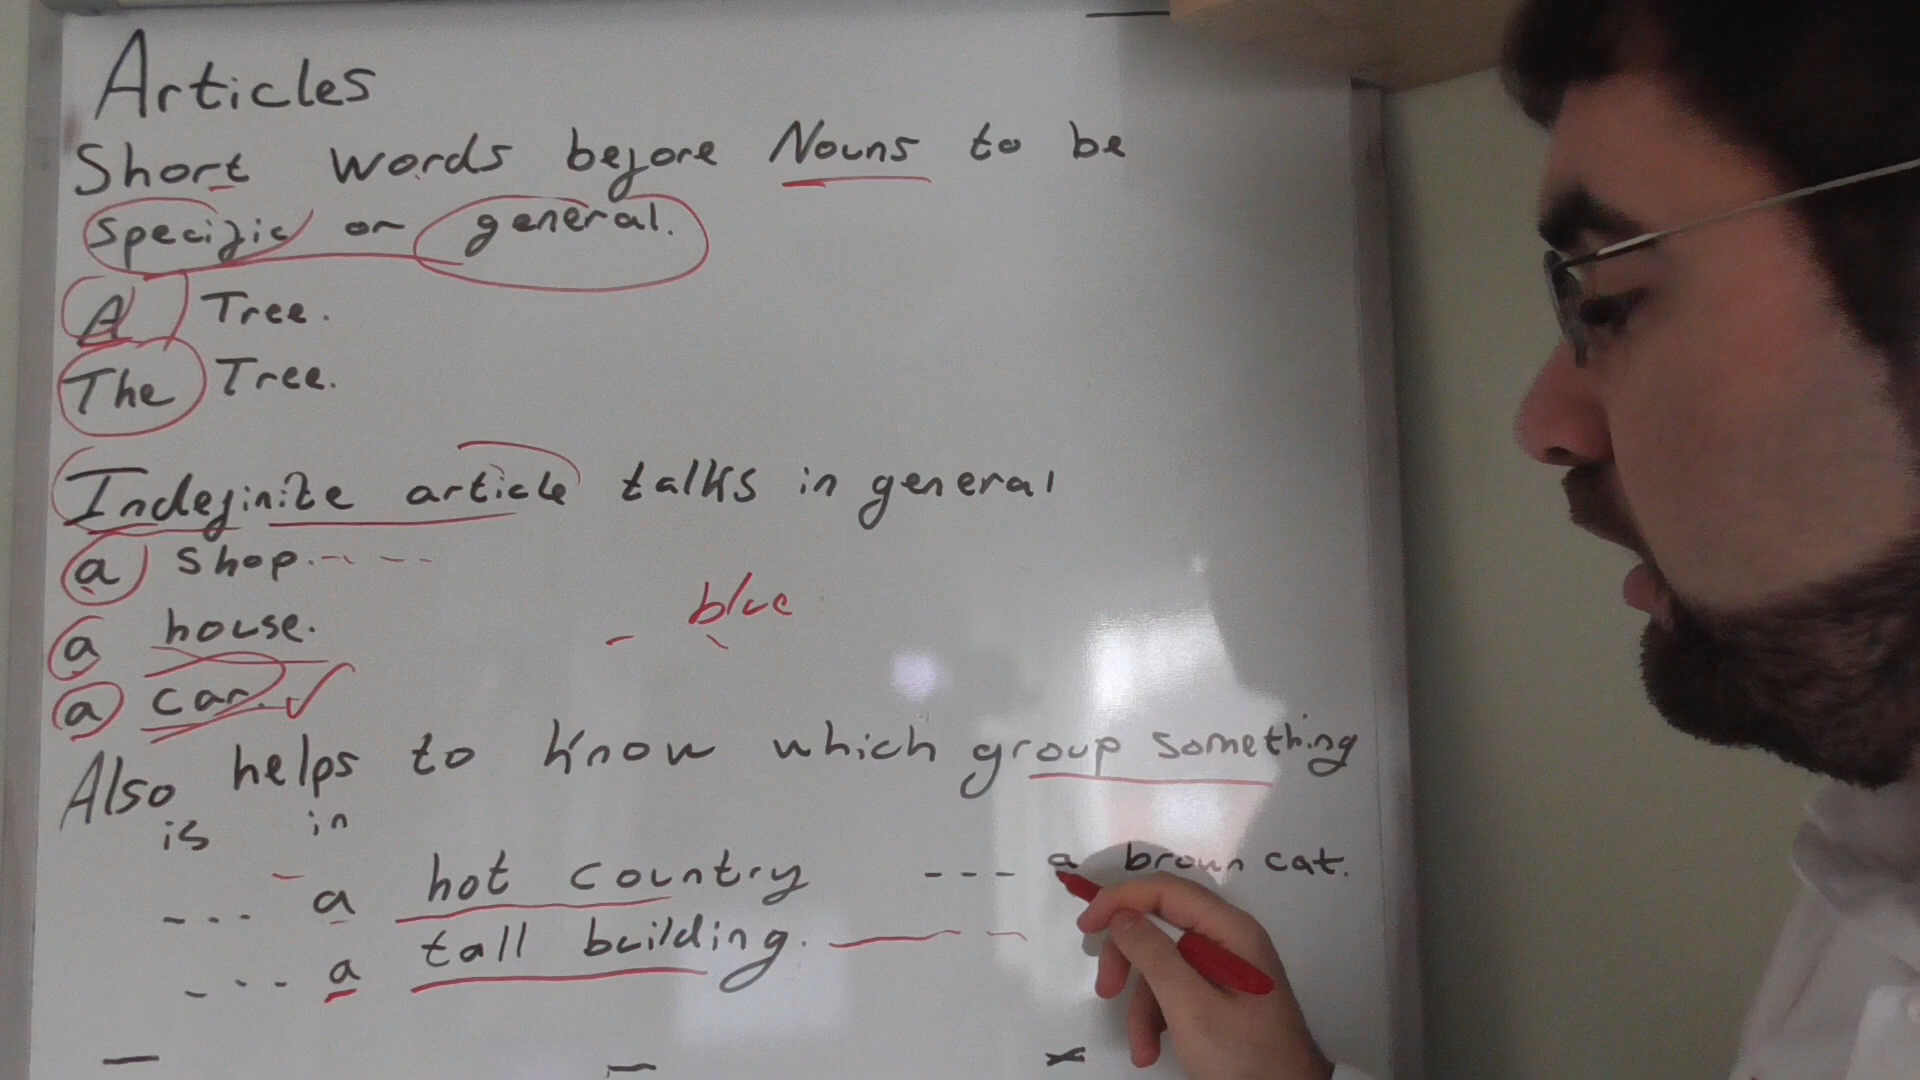 Articles
Short words before Nouns to be
specific or general.
A Tree.
The Tree.
Indefinite article talks in general
a shop.
a house.
blue
a car.
Also helps to know which group something
is in
--- a hot country --- a brown cat.
--- a tall building.